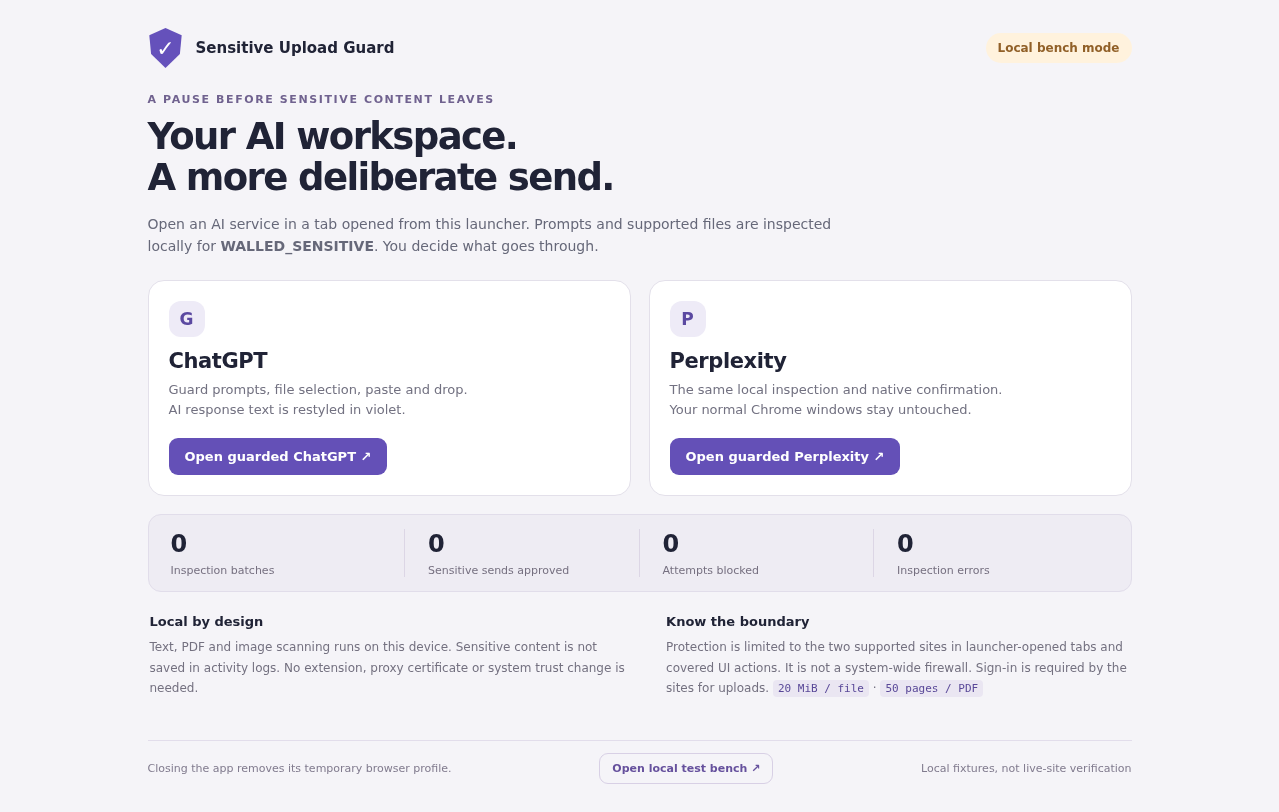 ✓ Sensitive Upload Guard
Local bench mode
A PAUSE BEFORE SENSITIVE CONTENT LEAVES
Your AI workspace.
A more deliberate send.
Open an AI service in a tab opened from this launcher. Prompts and supported files are inspected
locally for WALLED_SENSITIVE. You decide what goes through.
G
ChatGPT
Guard prompts, file selection, paste and drop.
AI response text is restyled in violet.
Open guarded ChatGPT ↗
P
Perplexity
The same local inspection and native confirmation.
Your normal Chrome windows stay untouched.
Open guarded Perplexity ↗
0
Inspection batches
0
Sensitive sends approved
0
Attempts blocked
0
Inspection errors
Local by design
Text, PDF and image scanning runs on this device. Sensitive content is not
saved in activity logs. No extension, proxy certificate or system trust change is
needed.
Know the boundary
Protection is limited to the two supported sites in launcher-opened tabs and
covered UI actions. It is not a system-wide firewall. Sign-in is required by the
sites for uploads. 20 MiB / file · 50 pages / PDF
Closing the app removes its temporary browser profile.
Open local test bench ↗
Local fixtures, not live-site verification